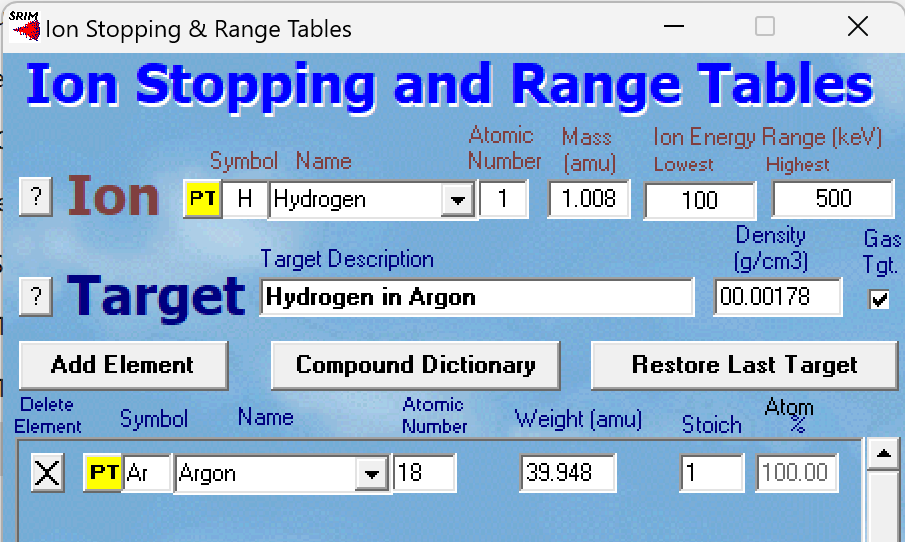 SRIM Ion Stopping & Range Tables
Ion Stopping and Range Tables
Atomic Mass Ion Energy Range (keV)
Symbol Name Number (amu) Lowest Highest
? Ion PT H Hydrogen 1 1.008 100 500
Density Gas
Target Description (g/cm3) Tgt.
? Target Hydrogen in Argon 00.00178
Add Element Compound Dictionary Restore Last Target
Delete Atomic Atom
Element Symbol Name Number Weight (amu) Stoich %
X PT Ar Argon 18 39.948 1 100.00